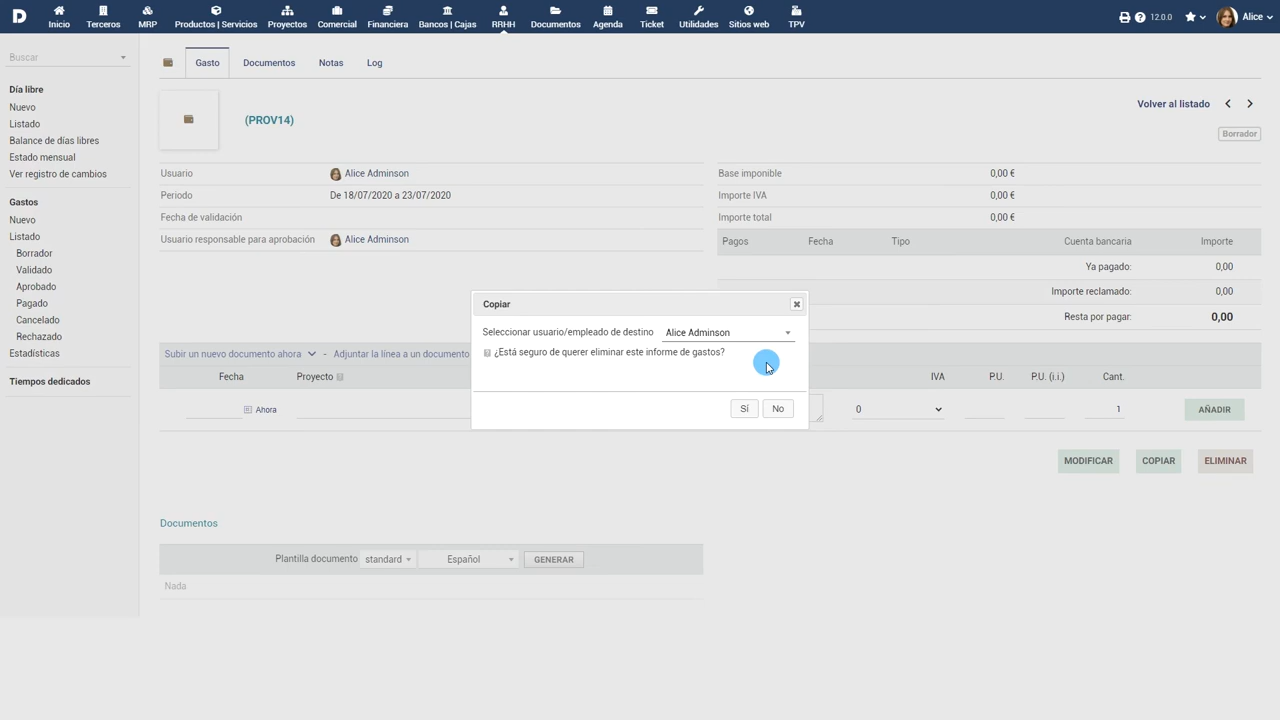 Inicio Terceros MRP Productos | Servicios Proyectos Comercial Financiera Bancos | Cajas RRHH Documentos Agenda Ticket Utilidades Sitios web TPV 12.0.0 Alice
Buscar
Día libre
Nuevo
Listado
Balance de días libres
Estado mensual
Ver registro de cambios
Gastos
Nuevo
Listado
Borrador
Validado
Aprobado
Pagado
Cancelado
Rechazado
Estadísticas
Tiempos dedicados
Gasto Documentos Notas Log
(PROV14)
Volver al listado
Borrador
Usuario Alice Adminson
Periodo De 18/07/2020 a 23/07/2020
Fecha de validación
Usuario responsable para aprobación Alice Adminson
Base imponible 0,00 €
Importe IVA 0,00 €
Importe total 0,00 €
Pagos Fecha Tipo Cuenta bancaria Importe
Ya pagado: 0,00
Importe reclamado: 0,00
Resta por pagar: 0,00
Copiar
Seleccionar usuario/empleado de destino Alice Adminson
¿Está seguro de querer eliminar este informe de gastos?
Sí No
Subir un nuevo documento ahora - Adjuntar la línea a un documento
Fecha Proyecto IVA P.U. P.U. (i.i.) Cant.
Ahora 0 1 AÑADIR
MODIFICAR COPIAR ELIMINAR
Documentos
Plantilla documento standard Español GENERAR
Nada